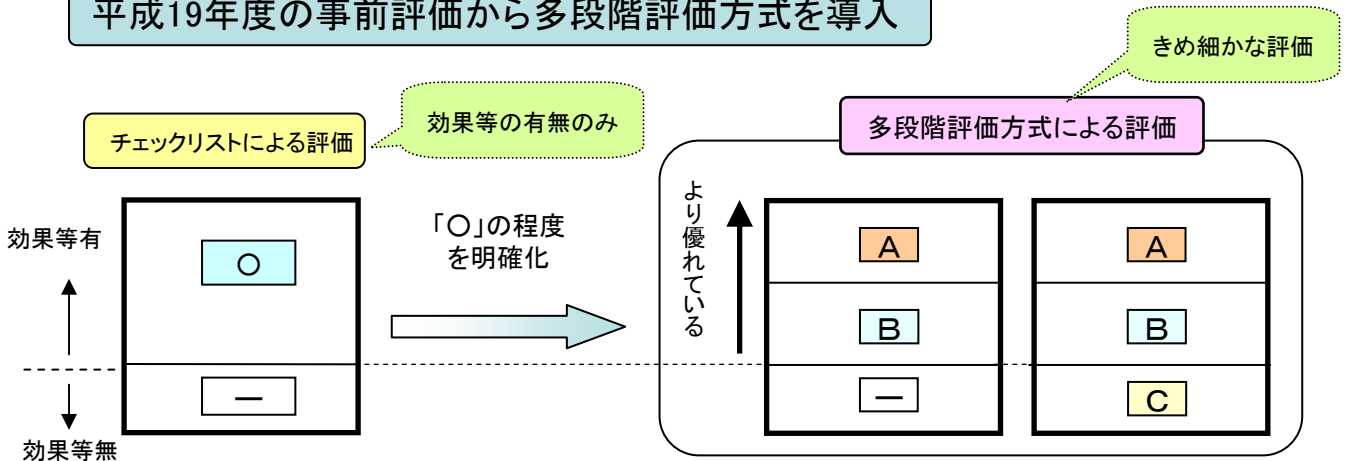 平成19年度の事前評価から多段階評価方式を導入
きめ細かな評価
チェックリストによる評価
効果等の有無のみ
多段階評価方式による評価
効果等有
○
ー
効果等無
「○」の程度
を明確化
より優れている
A
B
ー
A
B
C